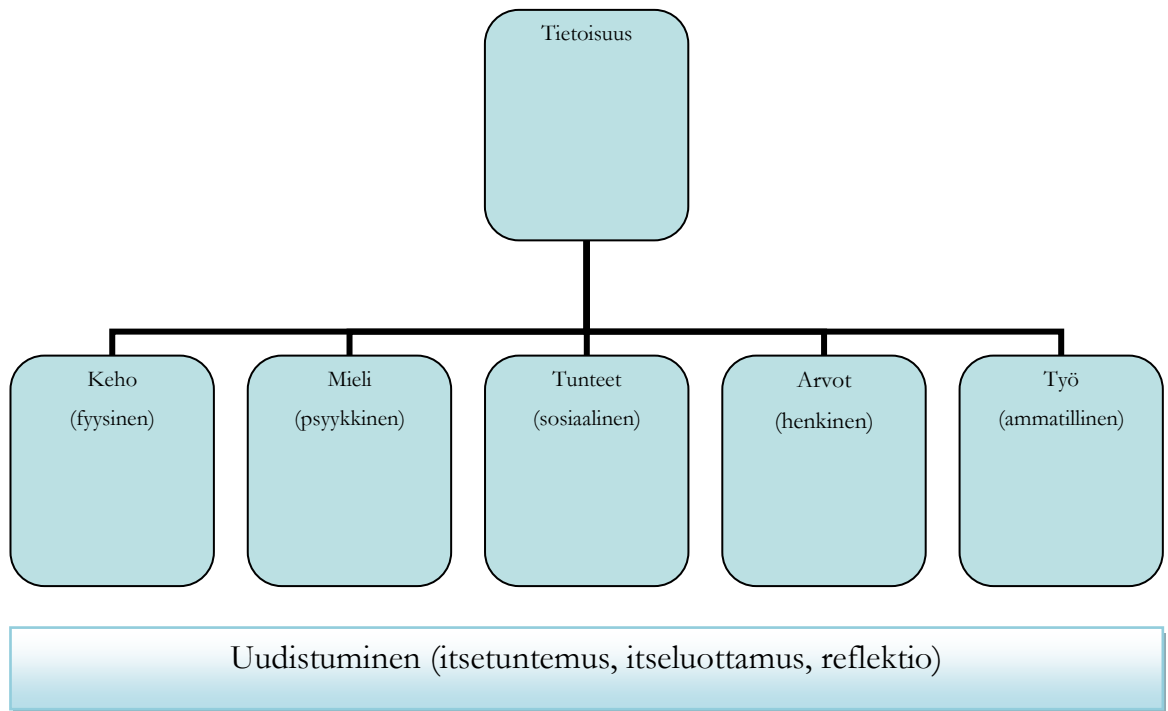 Tietoisuus
Keho
(fyysinen)
Mieli
(psyykkinen)
Tunteet
(sosiaalinen)
Arvot
(henkinen)
Työ
(ammatillinen)
Uudistuminen (itsetuntemus, itseluottamus, reflektio)